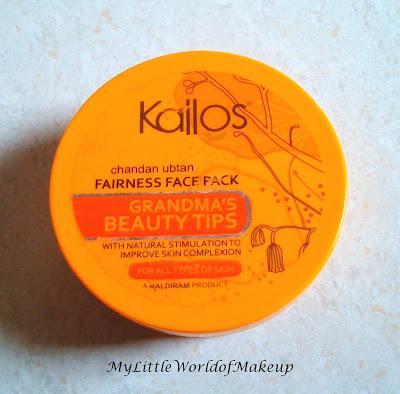 Kailos
chandan ubtan
FAIRNESS FACE PACK
GRANDMA'S
BEAUTY TIPS
WITH NATURAL STIMULATION TO
IMPROVE SKIN COMPLEXION
FOR ALL TYPES OF SKIN
A HALDIRAM PRODUCT
MyLittleWorldofMakeup